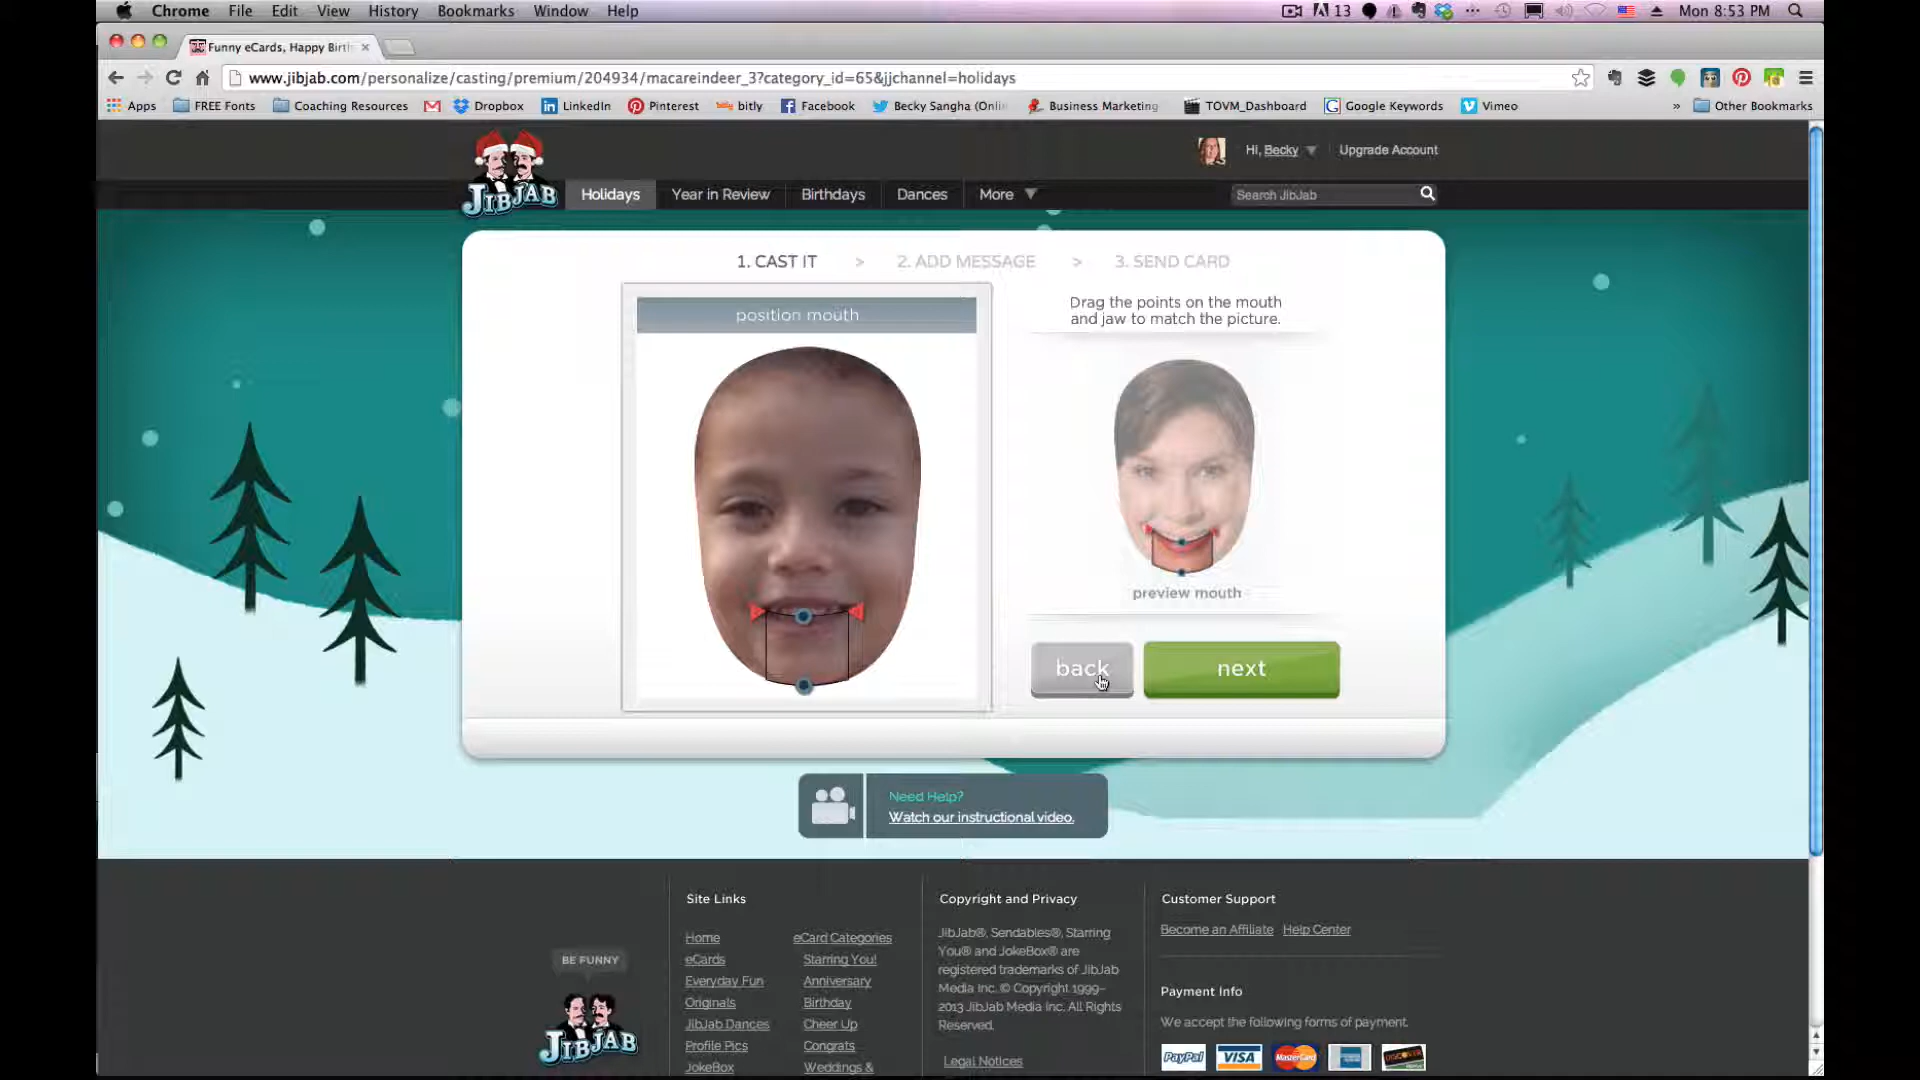 Chrome File Edit View History Bookmarks Window Help
13 Mon 8:53 PM
Funny eCards, Happy Birth
www.jibjab.com/personalize/casting/premium/204934/macareindeer_3?category_id=65&jjchannel=holidays
Apps FREE Fonts Coaching Resources Dropbox LinkedIn Pinterest bitly Facebook Becky Sangha (Onli Business Marketing TOVM_Dashboard Google Keywords Vimeo » Other Bookmarks
Hi, Becky Upgrade Account
JIBJAB
Holidays Year in Review Birthdays Dances More Search JibJab
1. CAST IT > 2. ADD MESSAGE > 3. SEND CARD
position mouth
Drag the points on the mouth
and jaw to match the picture.
preview mouth
back next
Need Help?
Watch our instructional video.
BE FUNNY
JIBJAB
Site Links
Home
eCards
Everyday Fun
Originals
JibJab Dances
Profile Pics
JokeBox
eCard Categories
Starring You!
Anniversary
Birthday
Cheer Up
Congrats
Weddings &
Copyright and Privacy
JibJab®, Sendables®, Starring
You® and JokeBox® are
registered trademarks of JibJab
Media Inc. © Copyright 1999-
2013 JibJab Media Inc. All Rights
Reserved.
Legal Notices
Customer Support
Become an Affiliate Help Center
Payment Info
We accept the following forms of payment.
PayPal VISA MasterCard DISCOVER